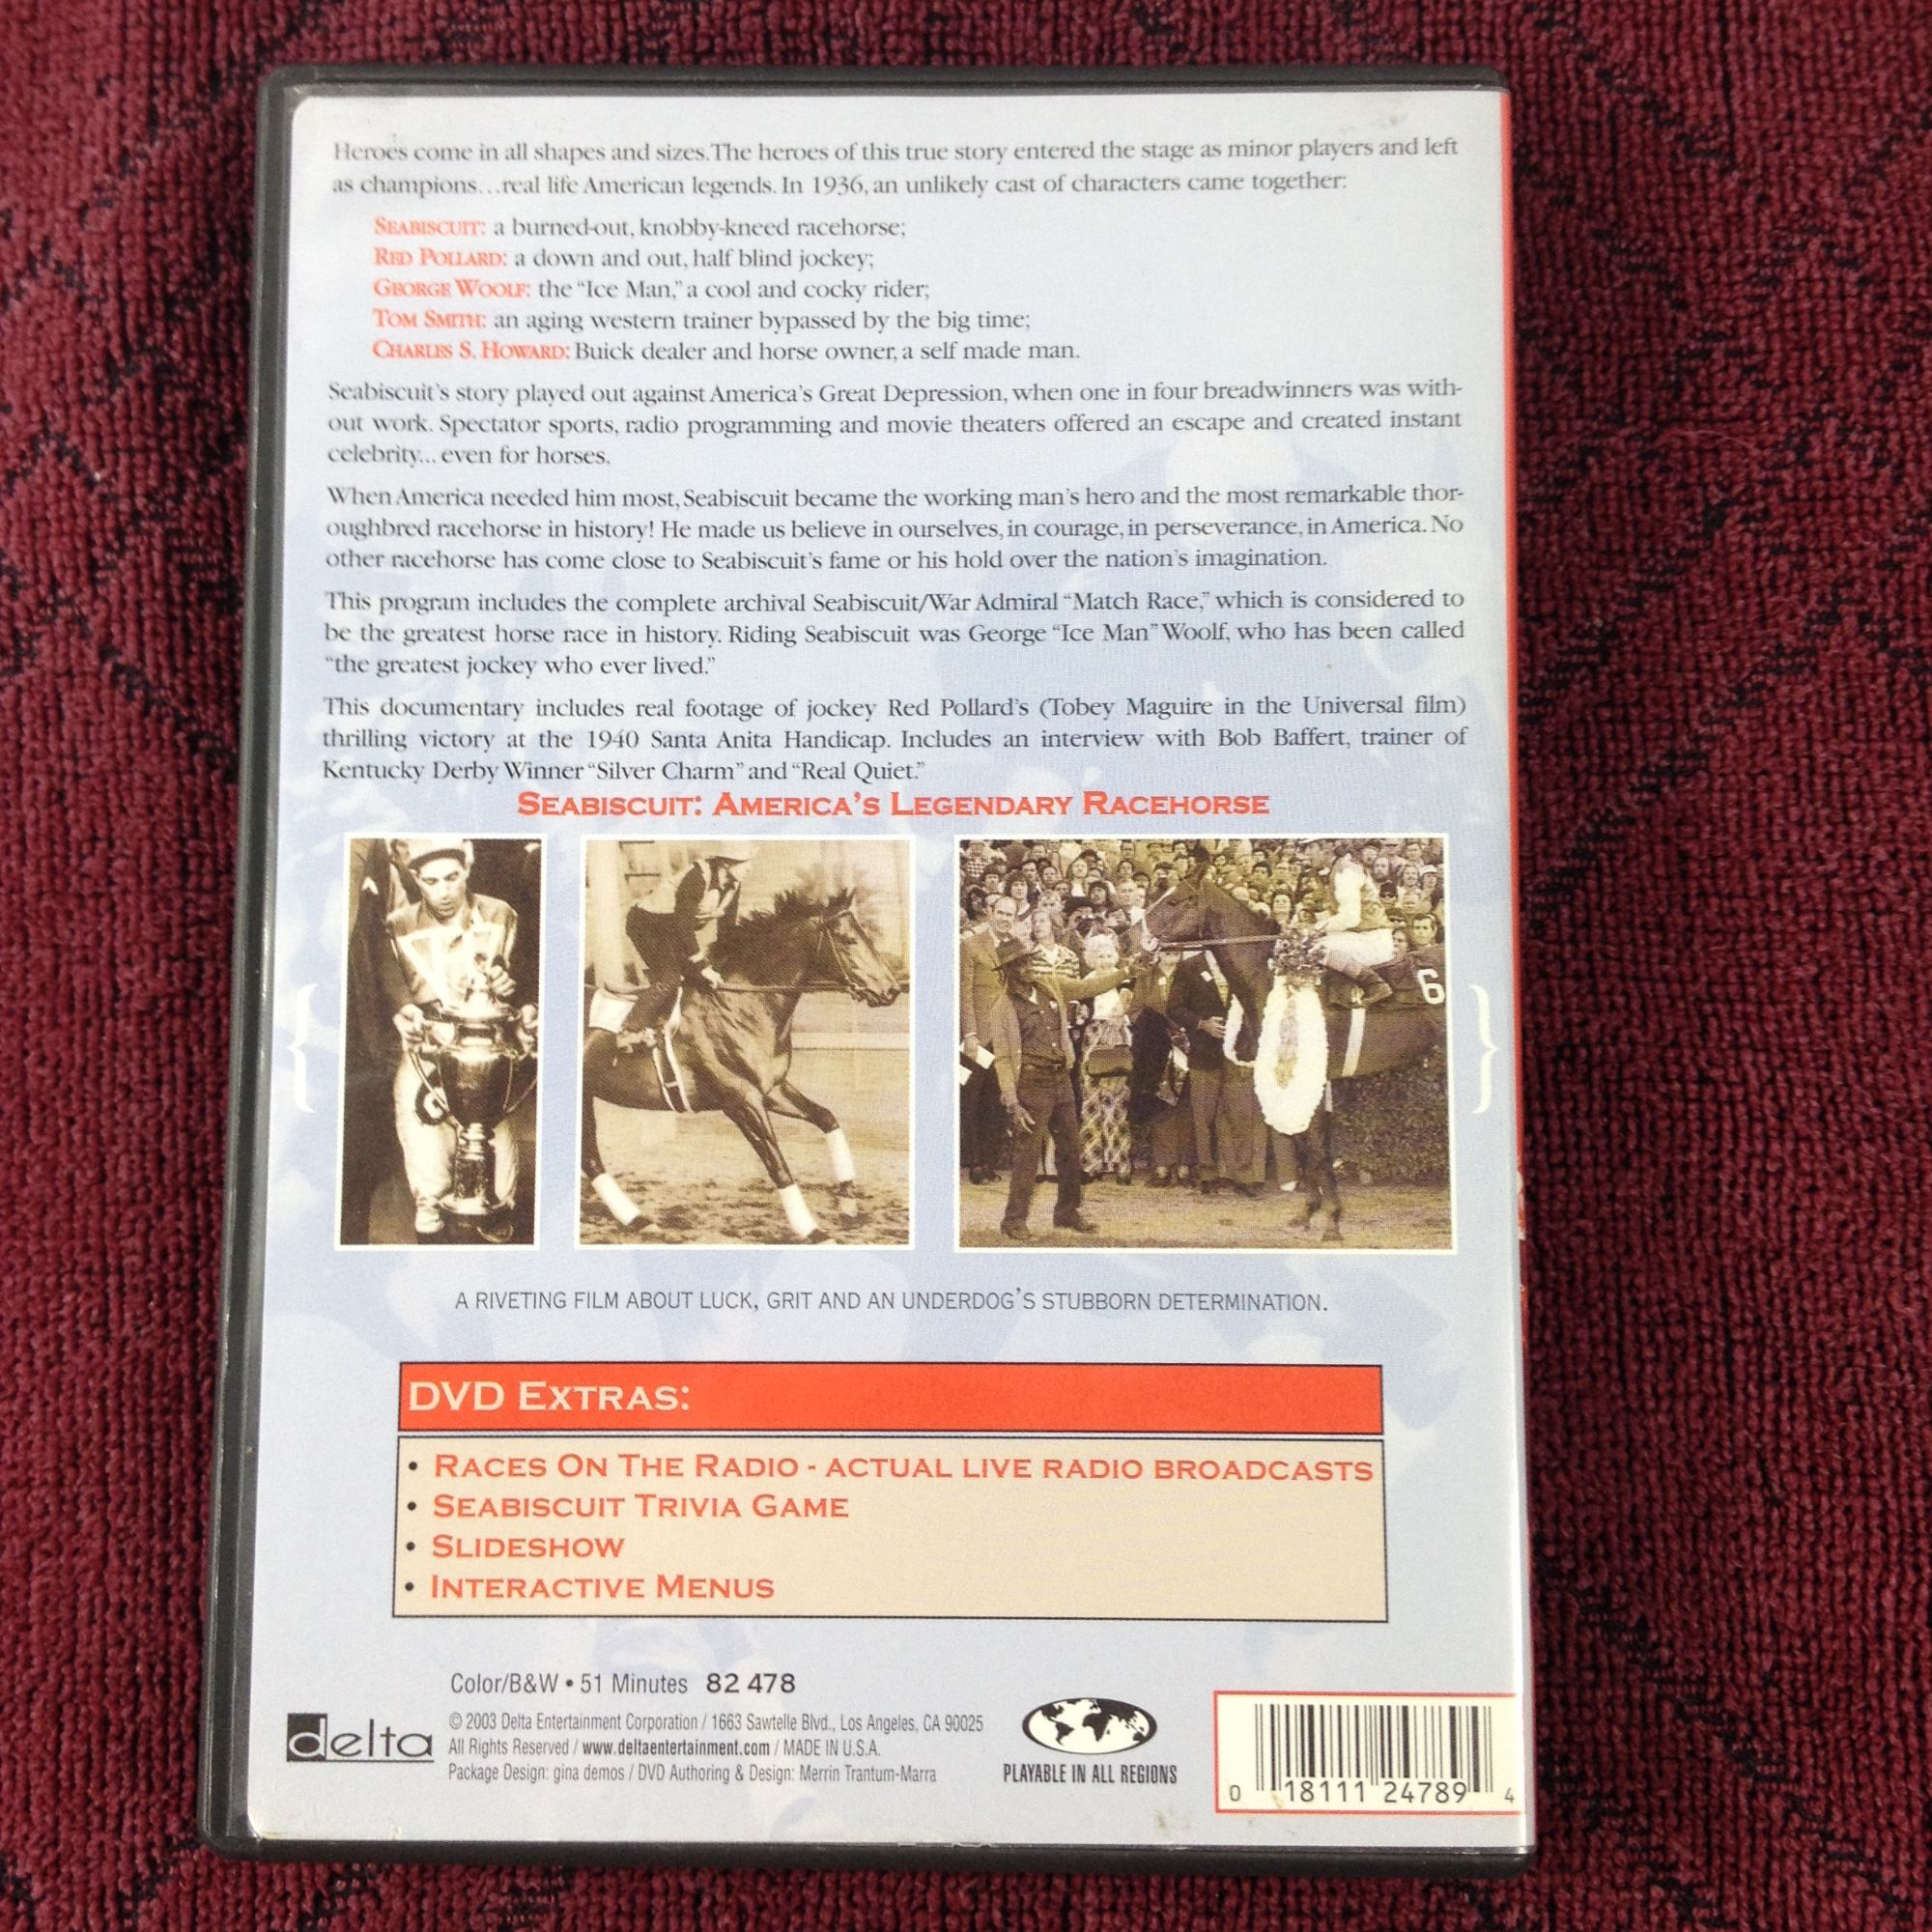 Heroes come in all shapes and sizes.The heroes of this true story entered the stage as minor players and left
as champions...real life American legends. In 1936, an unlikely cast of characters came together:
SEABISCUIT: a burned-out, knobby-kneed racehorse;
RED POLLARD: a down and out, half blind jockey;
GEORGE WOOLF: the "Ice Man," a cool and cocky rider;
TOM SMITH: an aging western trainer bypassed by the big time;
CHARLES S. HOWARD: Buick dealer and horse owner, a self made man.
Seabiscuit's story played out against America's Great Depression, when one in four breadwinners was with-
out work. Spectator sports, radio programming and movie theaters offered an escape and created instant
celebrity... even for horses.
When America needed him most, Seabiscuit became the working man's hero and the most remarkable thor-
oughbred racehorse in history! He made us believe in ourselves, in courage, in perseverance, in America. No
other racehorse has come close to Seabiscuit's fame or his hold over the nation's imagination.
This program includes the complete archival Seabiscuit/War Admiral "Match Race," which is considered to
be the greatest horse race in history. Riding Seabiscuit was George "Ice Man" Woolf, who has been called
"the greatest jockey who ever lived."
This documentary includes real footage of jockey Red Pollard's (Tobey Maguire in the Universal film)
thrilling victory at the 1940 Santa Anita Handicap. Includes an interview with Bob Baffert, trainer of
Kentucky Derby Winner "Silver Charm" and "Real Quiet."
SEABISCUIT: AMERICA'S LEGENDARY RACEHORSE
6
A RIVETING FILM ABOUT LUCK, GRIT AND AN UNDERDOG'S STUBBORN DETERMINATION.
DVD EXTRAS:
• RACES ON THE RADIO - ACTUAL LIVE RADIO BROADCASTS
• SEABISCUIT TRIVIA GAME
• SLIDESHOW
• INTERACTIVE MENUS
Color/B&W • 51 Minutes 82 478
delta
© 2003 Delta Entertainment Corporation / 1663 Sawtelle Blvd., Los Angeles, CA 90025
All Rights Reserved / www.deltaentertainment.com / MADE IN U.S.A.
Package Design: gina demos / DVD Authoring & Design: Merrin Trantum-Marra
PLAYABLE IN ALL REGIONS
0 18111 24789 4